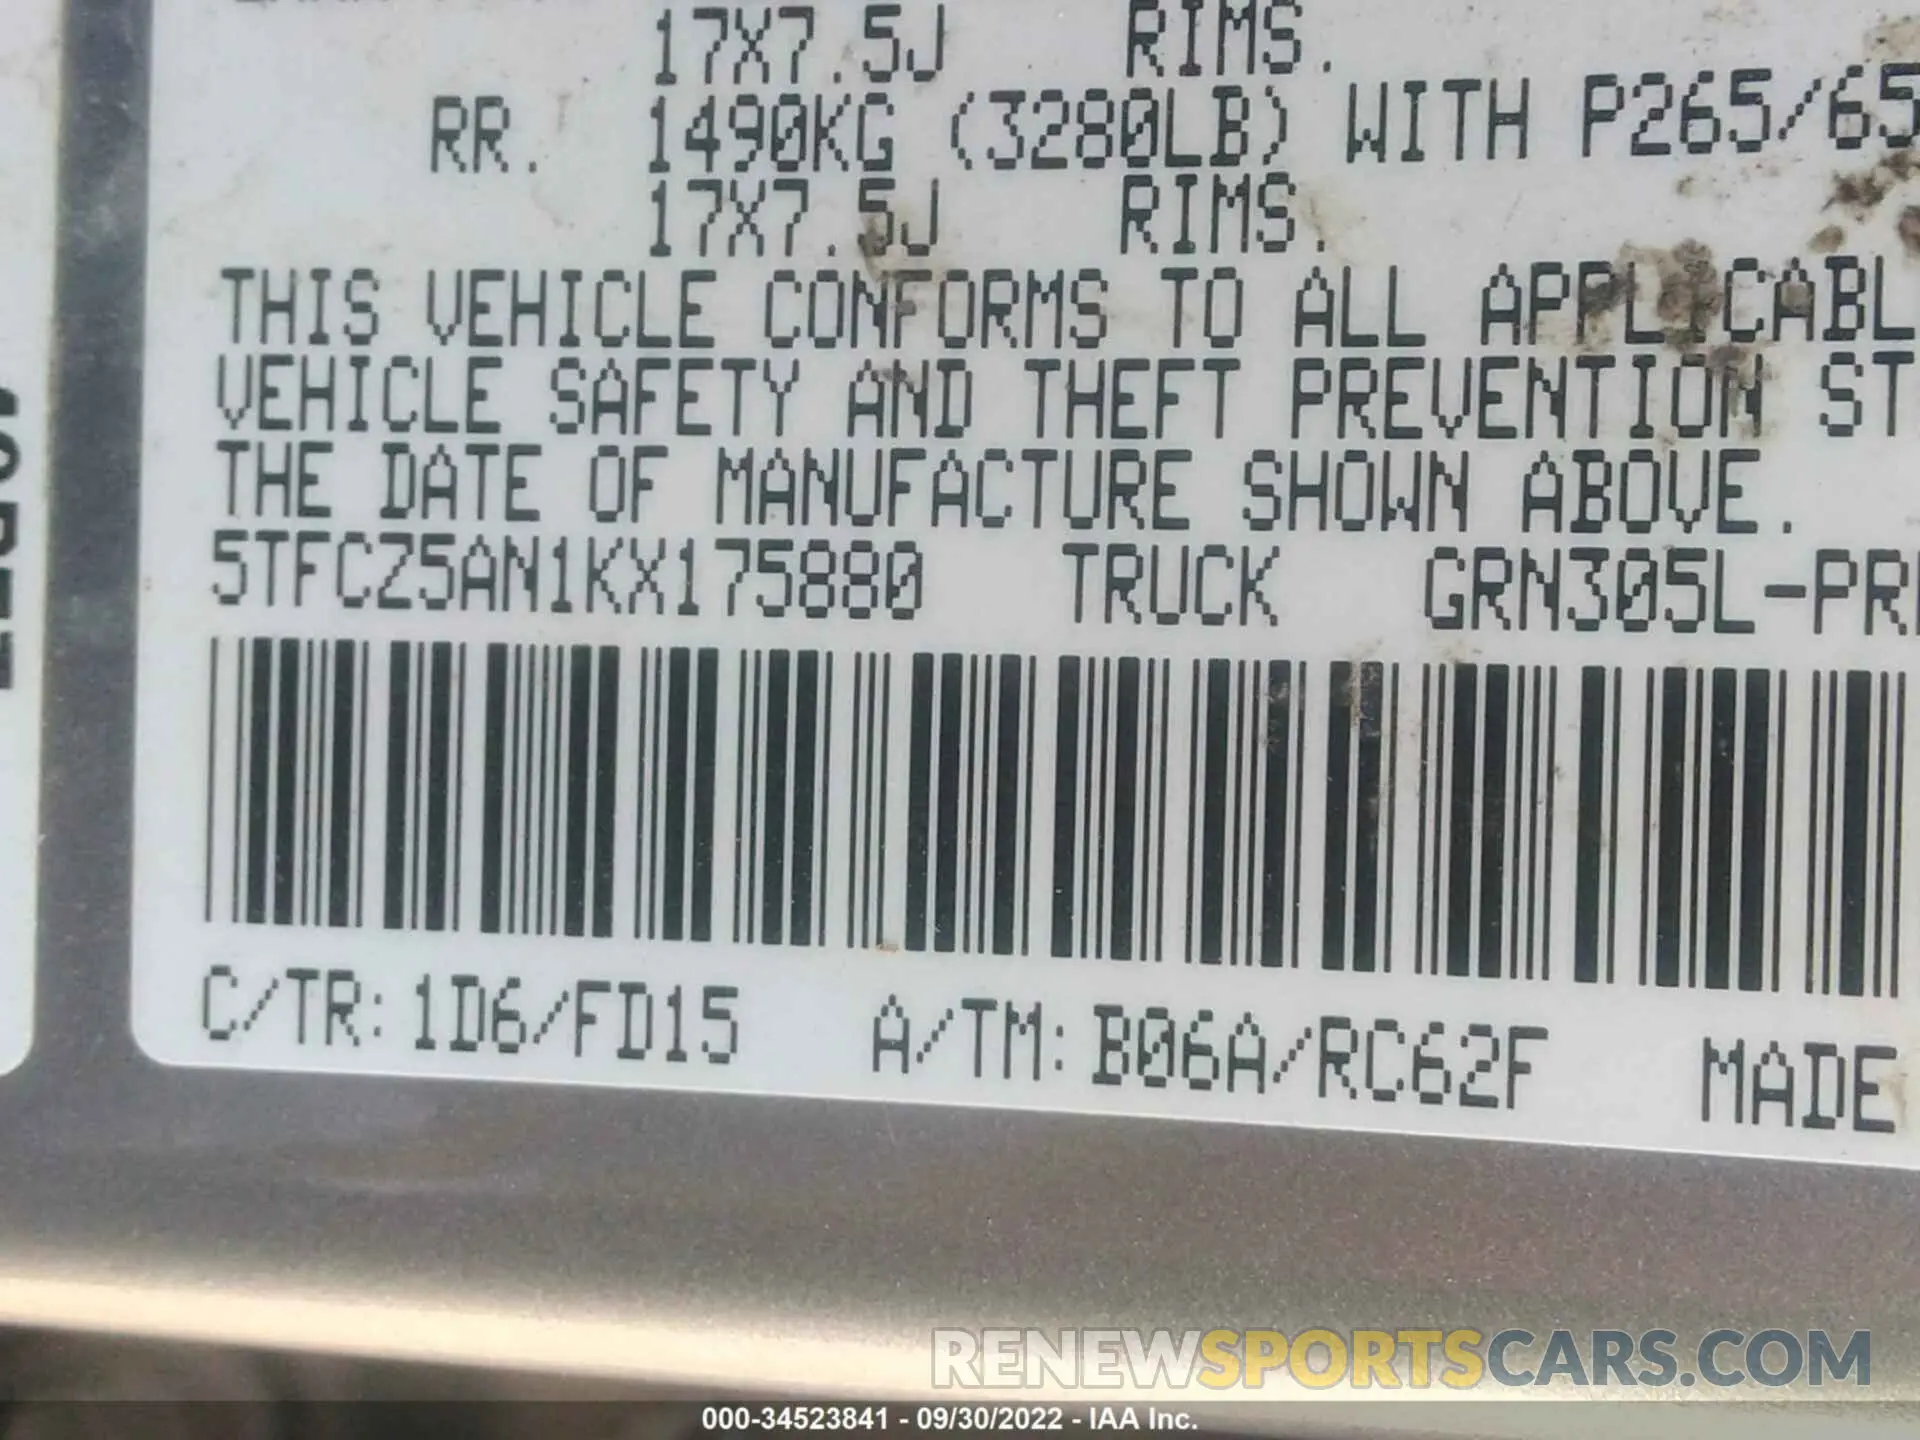 17X7.5J RIMS.
RR. 1490KG (3280LB) WITH P265/65
17X7.5J RIMS.
THIS VEHICLE CONFORMS TO ALL APPLICABL
VEHICLE SAFETY AND THEFT PREVENTION ST
THE DATE OF MANUFACTURE SHOWN ABOVE.
5TFCZ5AN1KX175880 TRUCK GRN305L-PR
C/TR: 1D6/FD15 A/TM: B06A/RC62F MADE
RENEWSPORTSCARS.COM
000-34523841 - 09/30/2022 - IAA Inc.